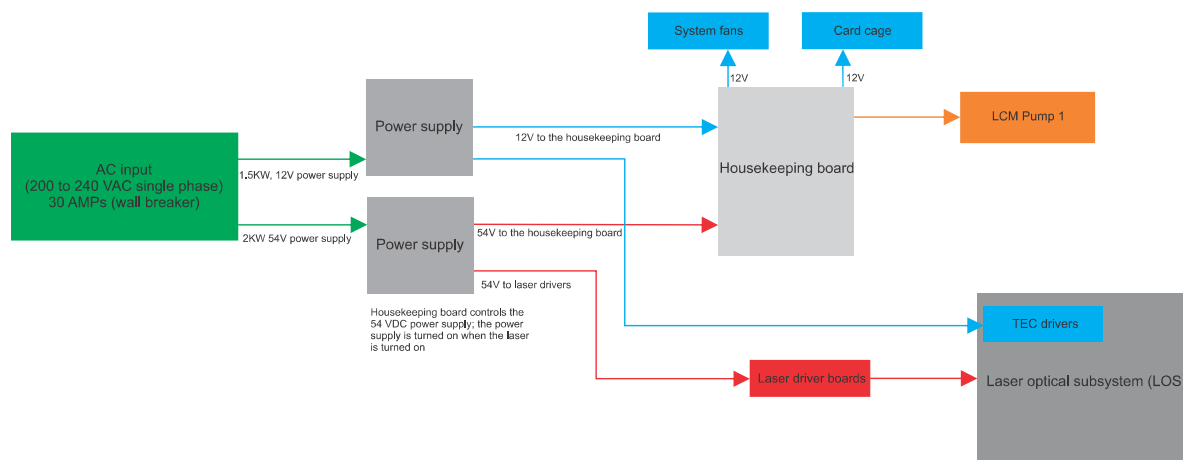 System fans
Card cage
12V
12V
LCM Pump 1
Power supply
12V to the housekeeping board
AC input
(200 to 240 VAC single phase)
30 AMPs (wall breaker)
1.5KW, 12V power supply
Housekeeping board
2KW 54V power supply
Power supply
54V to the housekeeping board
54V to laser drivers
Housekeeping board controls the
54 VDC power supply; the power
supply is turned on when the laser
is turned on
TEC drivers
Laser driver boards
Laser optical subsystem (LOS